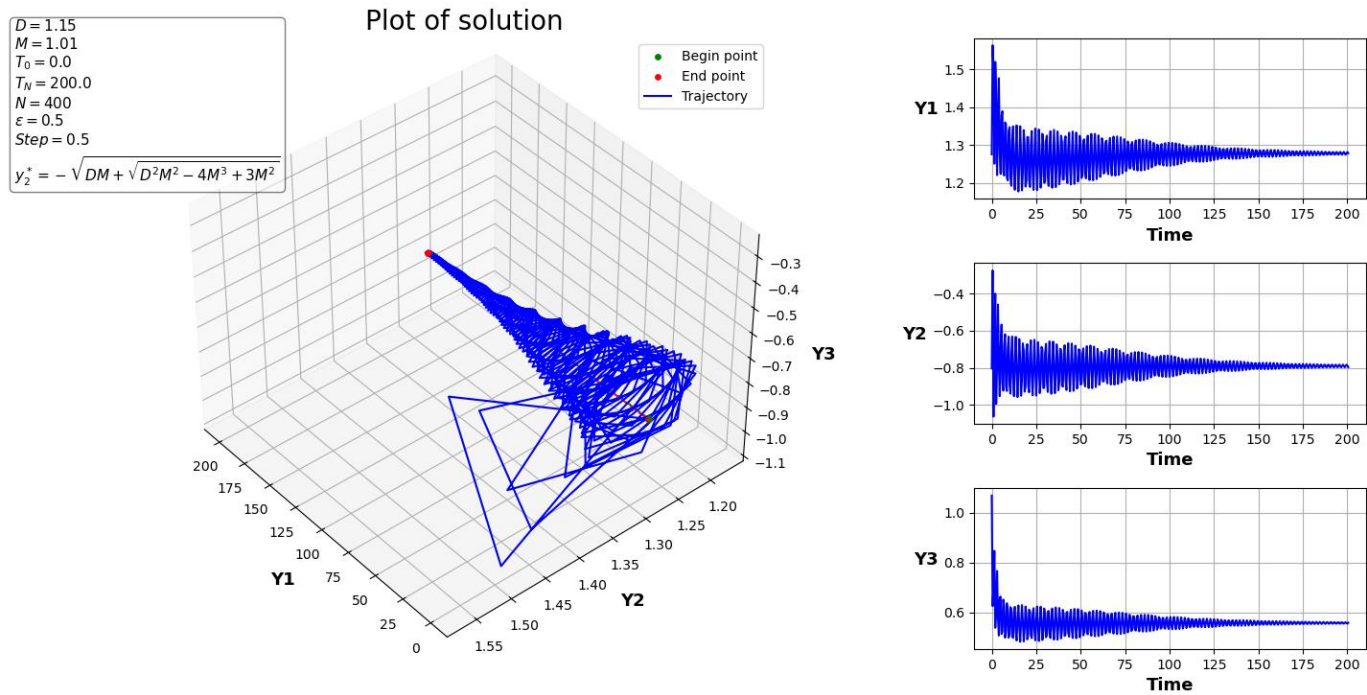 Plot of solution
D = 1.15
M = 1.01
T₀ = 0.0
T_N = 200.0
N = 400
ε = 0.5
Step = 0.5
y₂* = −√(DM + √(D²M² − 4M³ + 3M²))
Begin point
End point
Trajectory
−0.3
−0.4
−0.5
−0.6
−0.7
−0.8
−0.9
−1.0
−1.1
Y3
200
175
150
125
100
75
50
25
0
Y1
1.20
1.25
1.30
1.35
1.40
1.45
1.50
1.55
Y2
1.5
1.4
1.3
1.2
Y1
0 25 50 75 100 125 150 175 200
Time
−0.4
−0.6
−0.8
−1.0
Y2
0 25 50 75 100 125 150 175 200
Time
1.0
0.8
0.6
Y3
0 25 50 75 100 125 150 175 200
Time